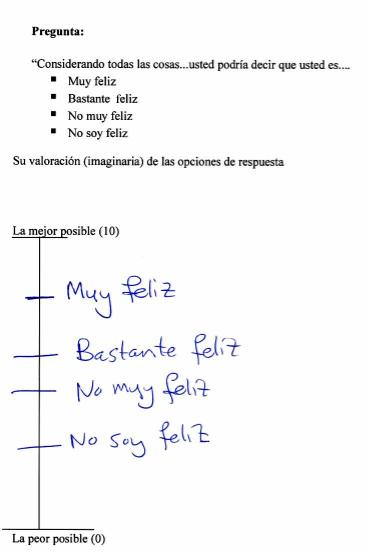 Pregunta:
“Considerando todas las cosas...usted podría decir que usted es....
▪ Muy feliz
▪ Bastante feliz
▪ No muy feliz
▪ No soy feliz
Su valoración (imaginaria) de las opciones de respuesta
La mejor posible (10)
Muy feliz
Bastante feliz
No muy feliz
No soy feliz
La peor posible (0)